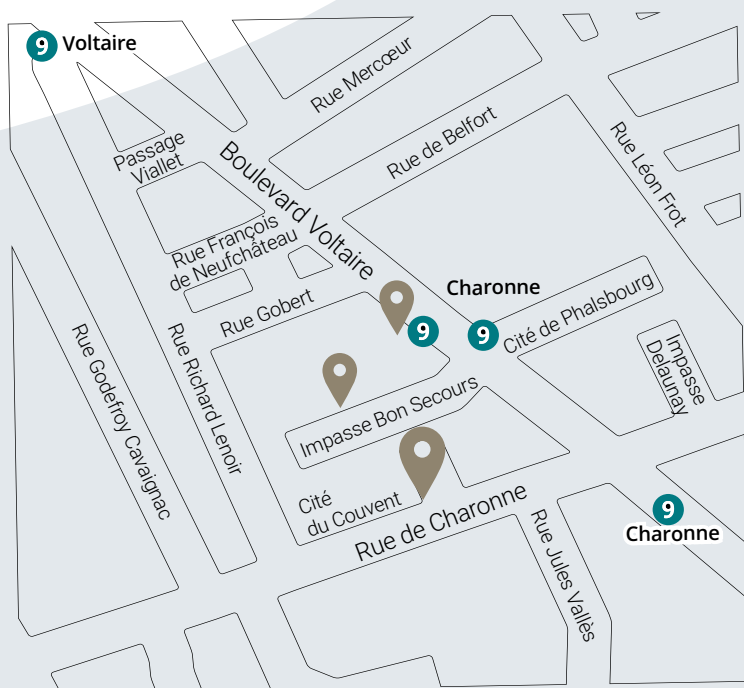 9 Voltaire
Rue Mercœur
Passage
Viallet
Boulevard Voltaire
Rue de Belfort
Rue Léon Frot
Rue François
de Neufchâteau
Rue Gobert
Charonne
9
9
Cité de Phalsbourg
Impasse
Delaunay
Rue Godefroy Cavaignac
Rue Richard Lenoir
Impasse Bon Secours
Cité
du Couvent
Rue de Charonne
Rue Jules Vallès
9
Charonne